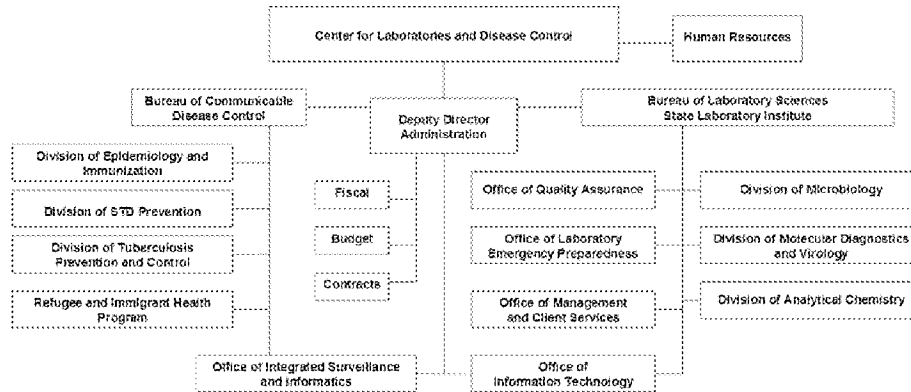 Center for Laboratories and Disease Control
Human Resources
Bureau of Communicable
Disease Control
Deputy Director
Administration
Bureau of Laboratory Sciences
State Laboratory Institute
Division of Epidemiology and
Immunization
Division of STD Prevention
Division of Tuberculosis
Prevention and Control
Refugee and Immigrant Health
Program
Fiscal
Budget
Contracts
Office of Quality Assurance
Office of Laboratory
Emergency Preparedness
Office of Management
and Client Services
Division of Microbiology
Division of Molecular Diagnostics
and Virology
Division of Analytical Chemistry
Office of Integrated Surveillance
and Informatics
Office of
Information Technology